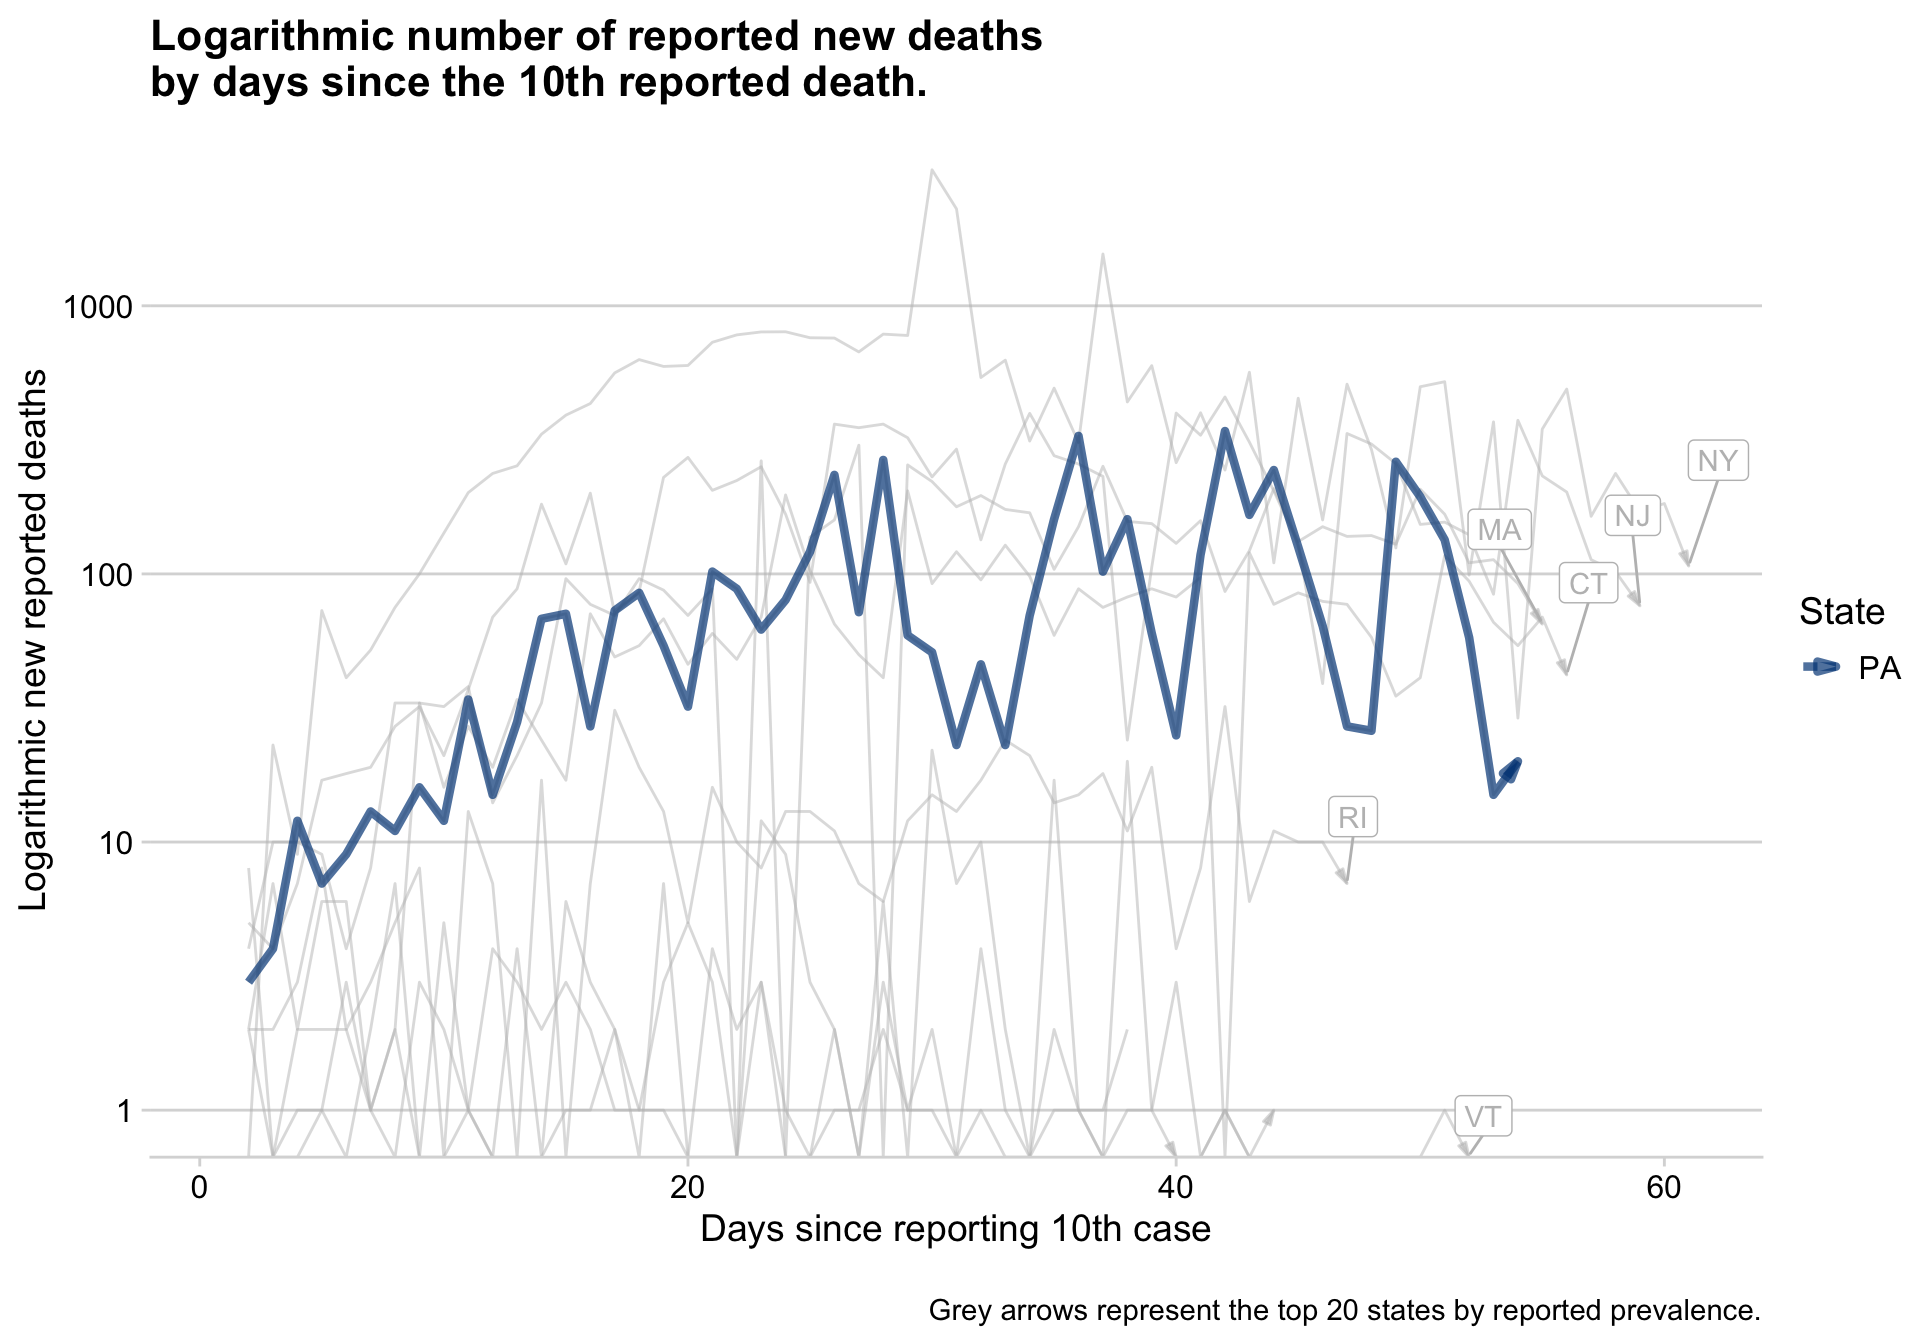 Logarithmic number of reported new deaths
by days since the 10th reported death.
Logarithmic new reported deaths
1000
100
10
1
NY
NJ
MA
CT
RI
VT
State
PA
0
20
40
60
Days since reporting 10th case
Grey arrows represent the top 20 states by reported prevalence.